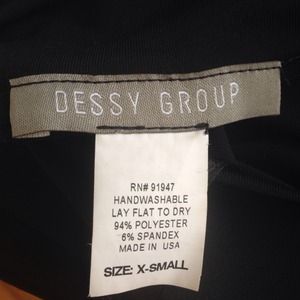 DESSY GROUP
RN# 91947
HANDWASHABLE
LAY FLAT TO DRY
94% POLYESTER
6% SPANDEX
MADE IN USA
SIZE: X-SMALL